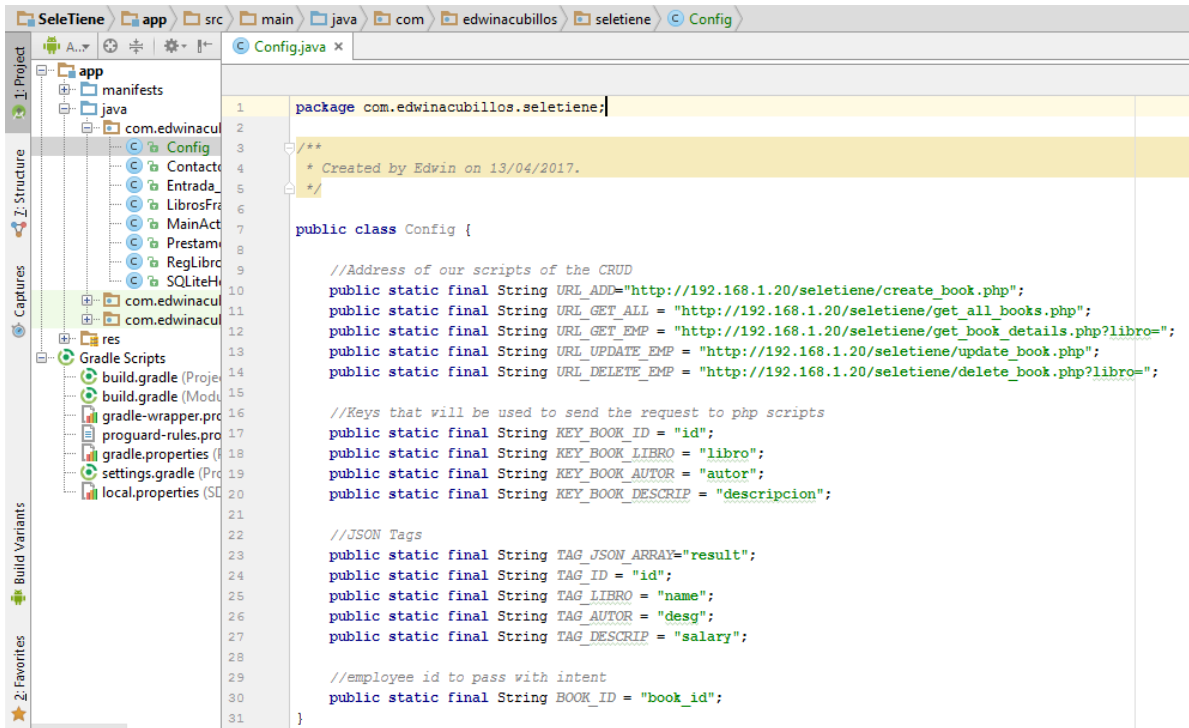 SeleTiene app src main java com edwinacubillos seletiene Config
A..
Config.java ×
1: Project
Z: Structure
Captures
Build Variants
2: Favorites
app
manifests
java
com.edwinacul
Config
Contacto
Entrada_
LibrosFra
MainAct
Prestam
RegLibro
SQLiteHe
com.edwinacul
com.edwinacul
res
Gradle Scripts
build.gradle (Proje
build.gradle (Modu
gradle-wrapper.pro
proguard-rules.pro
gradle.properties (
settings.gradle (Pro
local.properties (SD
1 package com.edwinacubillos.seletiene;
2
3 /**
4 * Created by Edwin on 13/04/2017.
5 */
6
7 public class Config {
8
9 //Address of our scripts of the CRUD
10 public static final String URL_ADD="http://192.168.1.20/seletiene/create_book.php";
11 public static final String URL_GET_ALL = "http://192.168.1.20/seletiene/get_all_books.php";
12 public static final String URL_GET_EMP = "http://192.168.1.20/seletiene/get_book_details.php?libro=";
13 public static final String URL_UPDATE_EMP = "http://192.168.1.20/seletiene/update_book.php";
14 public static final String URL_DELETE_EMP = "http://192.168.1.20/seletiene/delete_book.php?libro=";
15
16 //Keys that will be used to send the request to php scripts
17 public static final String KEY_BOOK_ID = "id";
18 public static final String KEY_BOOK_LIBRO = "libro";
19 public static final String KEY_BOOK_AUTOR = "autor";
20 public static final String KEY_BOOK_DESCRIP = "descripcion";
21
22 //JSON Tags
23 public static final String TAG_JSON_ARRAY="result";
24 public static final String TAG_ID = "id";
25 public static final String TAG_LIBRO = "name";
26 public static final String TAG_AUTOR = "desg";
27 public static final String TAG_DESCRIP = "salary";
28
29 //employee id to pass with intent
30 public static final String BOOK_ID = "book_id";
31 }